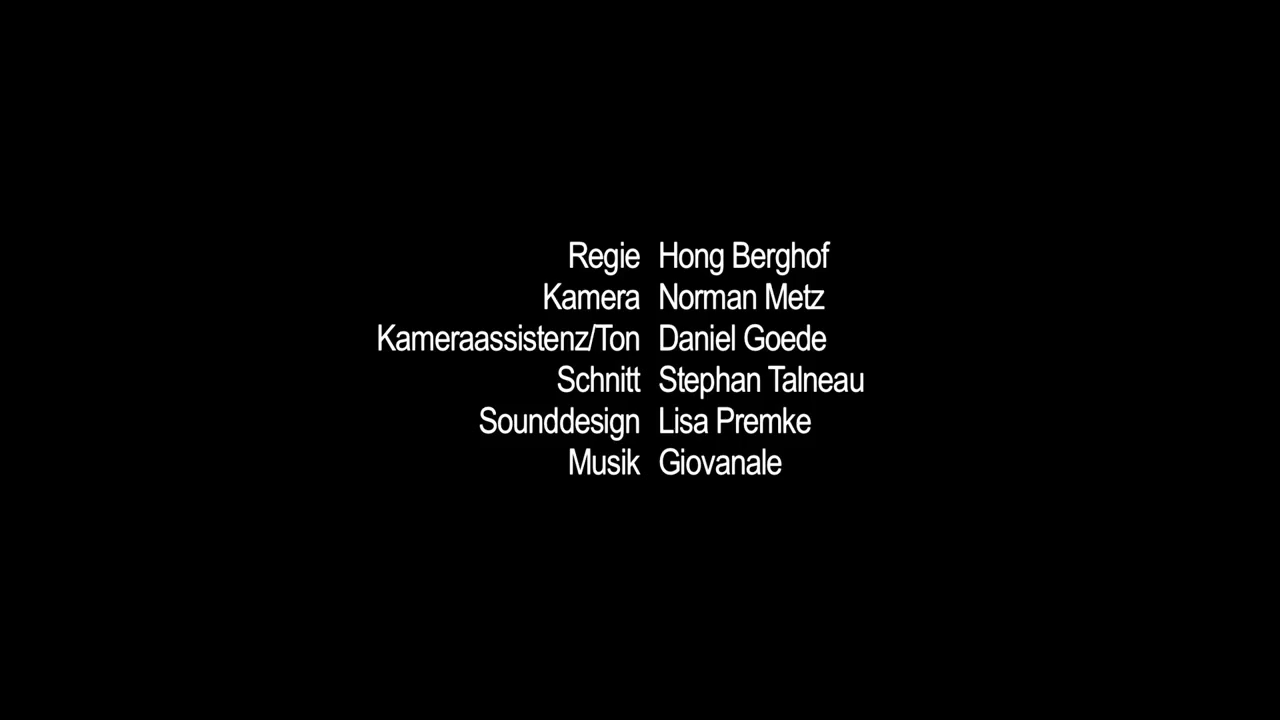 Regie Hong Berghof
Kamera Norman Metz
Kameraassistenz/Ton Daniel Goede
Schnitt Stephan Talneau
Sounddesign Lisa Premke
Musik Giovanale